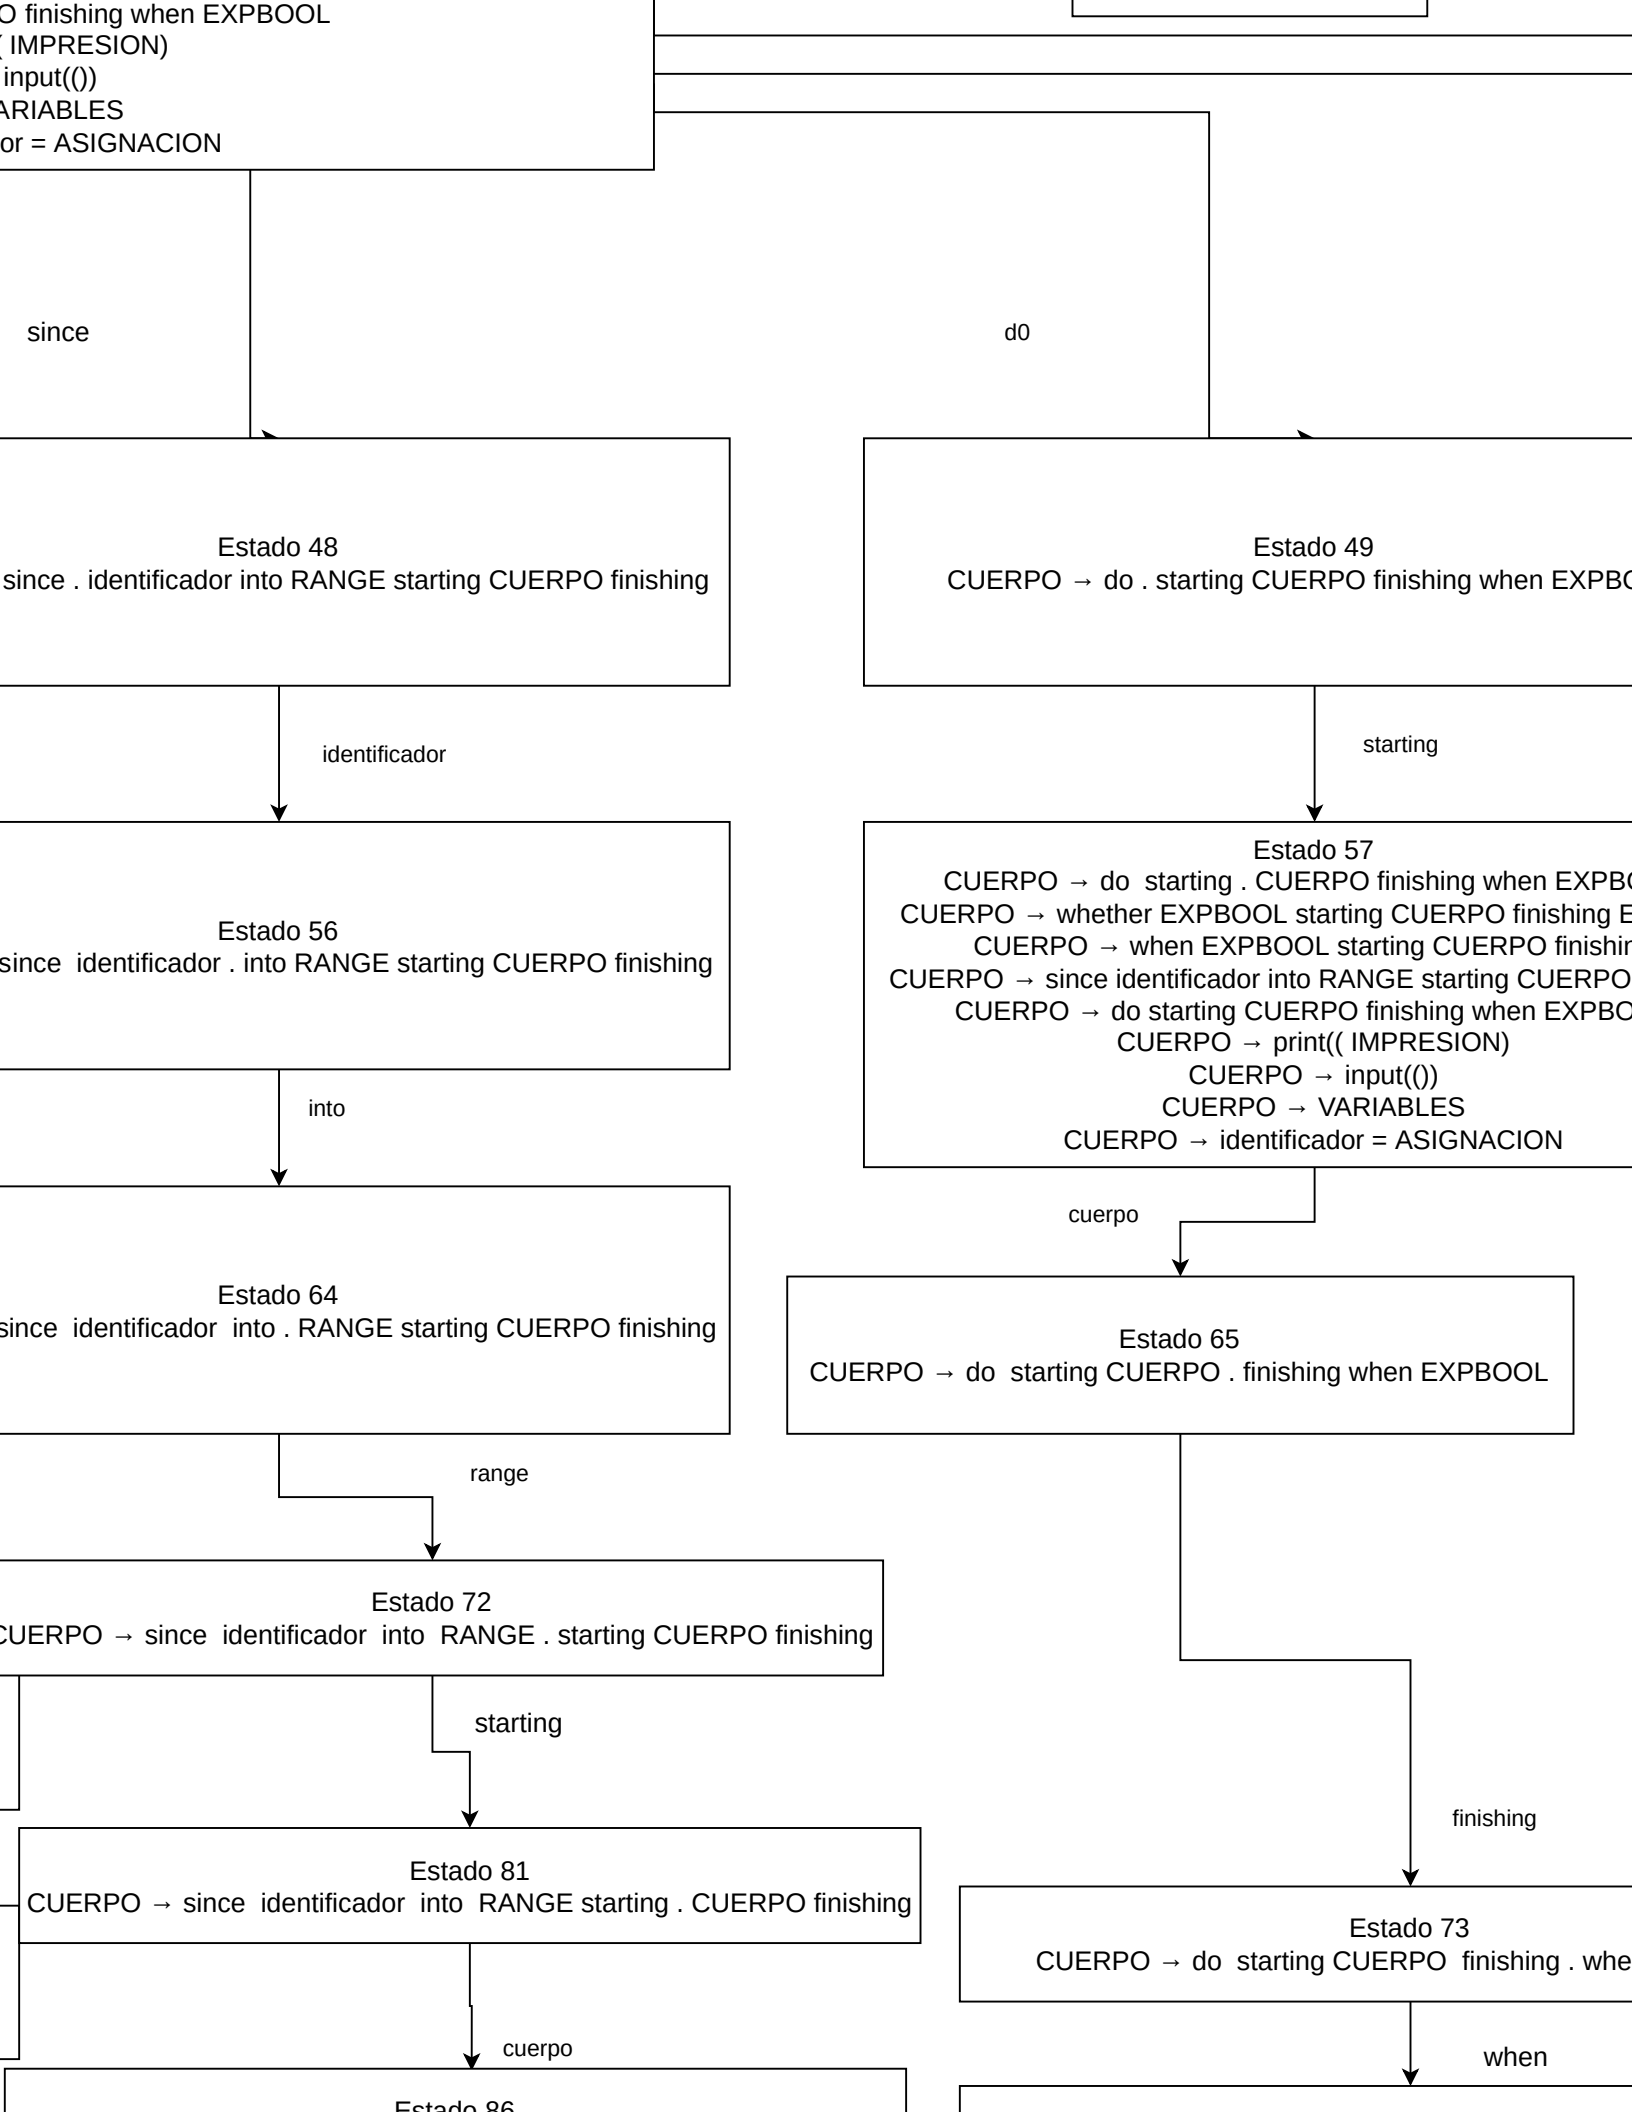 O finishing when EXPBOOL
( IMPRESION)
input(())
ARIABLES
or = ASIGNACION
since
d0
Estado 48
since . identificador into RANGE starting CUERPO finishing
Estado 49
CUERPO → do . starting CUERPO finishing when EXPBO
identificador
starting
Estado 56
since identificador . into RANGE starting CUERPO finishing
Estado 57
CUERPO → do starting . CUERPO finishing when EXPBO
CUERPO → whether EXPBOOL starting CUERPO finishing E
CUERPO → when EXPBOOL starting CUERPO finishin
CUERPO → since identificador into RANGE starting CUERPO
CUERPO → do starting CUERPO finishing when EXPBO
CUERPO → print(( IMPRESION)
CUERPO → input(())
CUERPO → VARIABLES
CUERPO → identificador = ASIGNACION
into
cuerpo
Estado 64
since identificador into . RANGE starting CUERPO finishing
Estado 65
CUERPO → do starting CUERPO . finishing when EXPBOOL
range
Estado 72
CUERPO → since identificador into RANGE . starting CUERPO finishing
starting
finishing
Estado 81
CUERPO → since identificador into RANGE starting . CUERPO finishing
Estado 73
CUERPO → do starting CUERPO finishing . whe
cuerpo
when
Estado 86